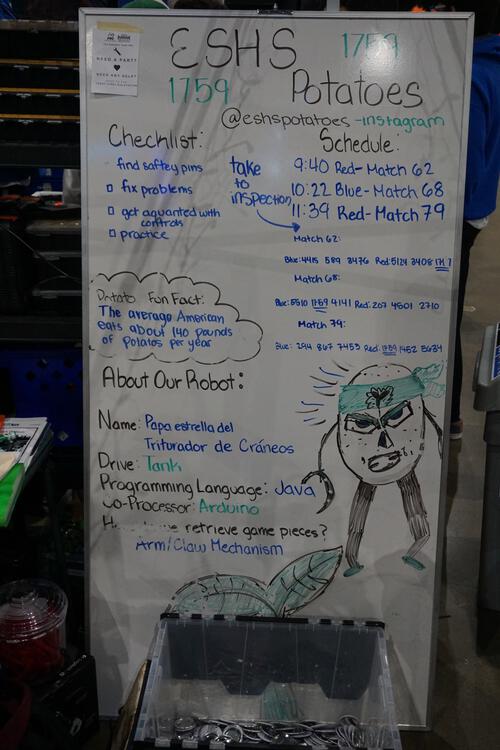 NEED A PART?
NEED ANY HELP?
ESHS 1759
1759 Potatoes
@eshspotatoes -instagram
Checklist:
find saftey pins
fix problems
get aquanted with
controls
practice
take
to
inspection
Schedule:
9:40 Red- Match 62
10:22 Blue- Match 68
11:39 Red- Match 79
Match 62:
Blue: 4415 589 3476 Red: 5124 3408
Match 68:
Blue: 5510 1759 4141 Red: 207 4501 2710
Match 79:
Blue: 294 867 7453 Red: 1759 1452
Potato Fun Fact:
The average American
eats about 140 pounds
of potatos per year
About Our Robot:
Name: Papa estrella del
Triturador de Cráneos
Drive: Tank
Programming Language: Java
Co-Processor: Arduino
retrieve game pieces?
Arm/Claw Mechanism